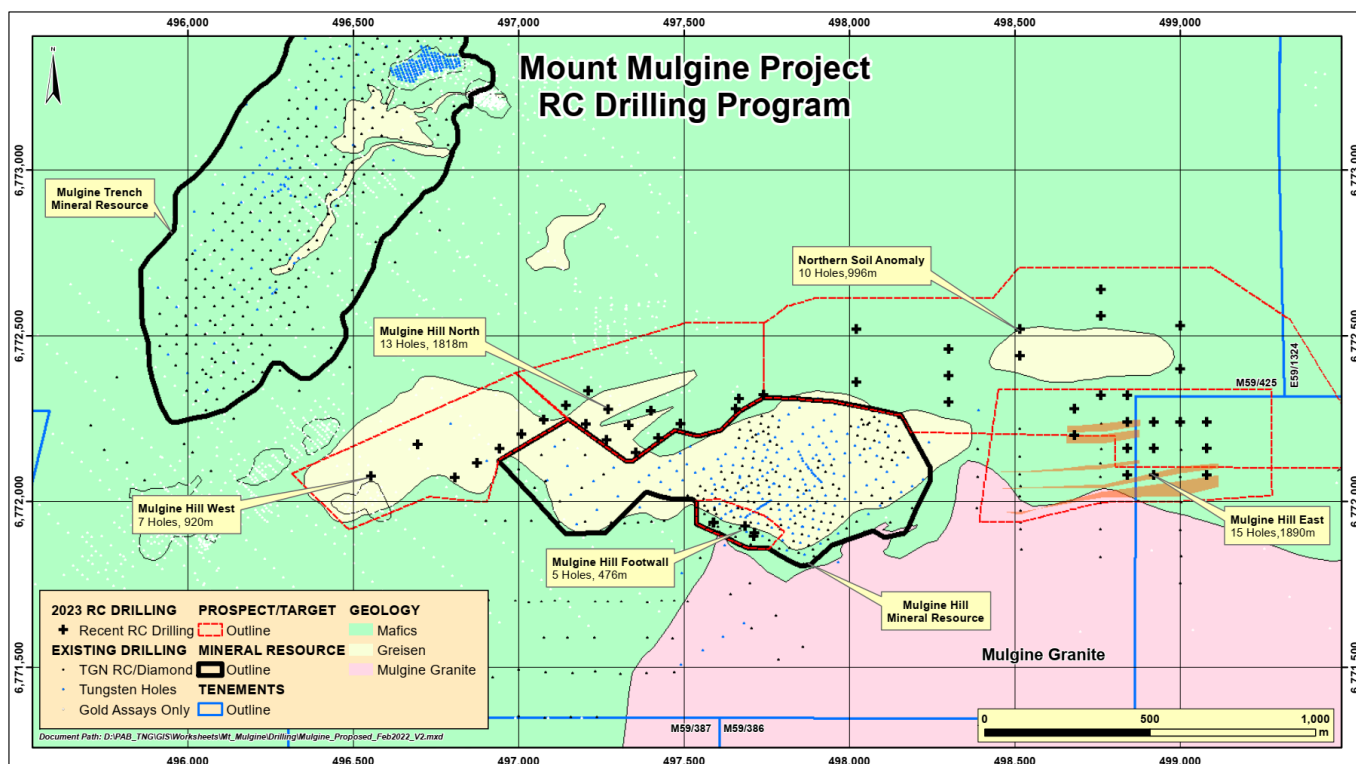 496,000 496,500 497,000 497,500 498,000 498,500 499,000
N
Mount Mulgine Project
RC Drilling Program
6,773,000
6,773,000
Mulgine Trench
Mineral Resource
Northern Soil Anomaly
10 Holes,996m
6,772,500
6,772,500
Mulgine Hill North
13 Holes, 1818m
E59/1324
M59/425
6,772,000
6,772,000
Mulgine Hill West
7 Holes, 920m
Mulgine Hill East
15 Holes,1890m
Mulgine Hill Footwall
5 Holes, 476m
Mulgine Hill
Mineral Resource
Mulgine Granite
6,771,500
6,771,500
2023 RC DRILLING PROSPECT/TARGET GEOLOGY
Recent RC Drilling Outline Mafics
EXISTING DRILLING MINERAL RESOURCE Greisen
TGN RC/Diamond Outline Mulgine Granite
Tungsten Holes TENEMENTS
Gold Assays Only Outline
0 500 1,000
m
M59/387 M59/386
Document Path: D:\PAB_TNG\GIS\Worksheets\Mt_Mulgine\Drilling\Mulgine_Proposed_Feb2022_V2.mxd
496,000 496,500 497,000 497,500 498,000 498,500 499,000